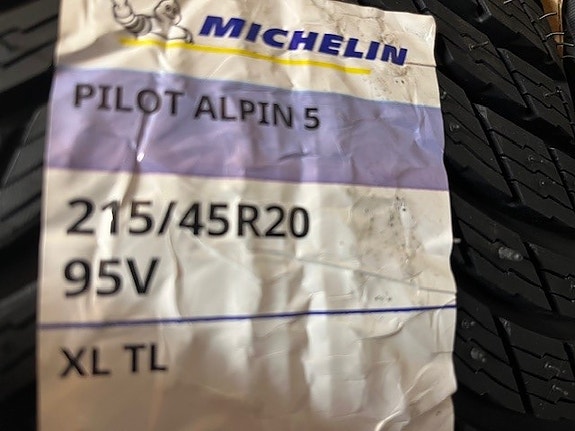 MICHELIN
PILOT ALPIN 5
215/45R20
95V
XL TL